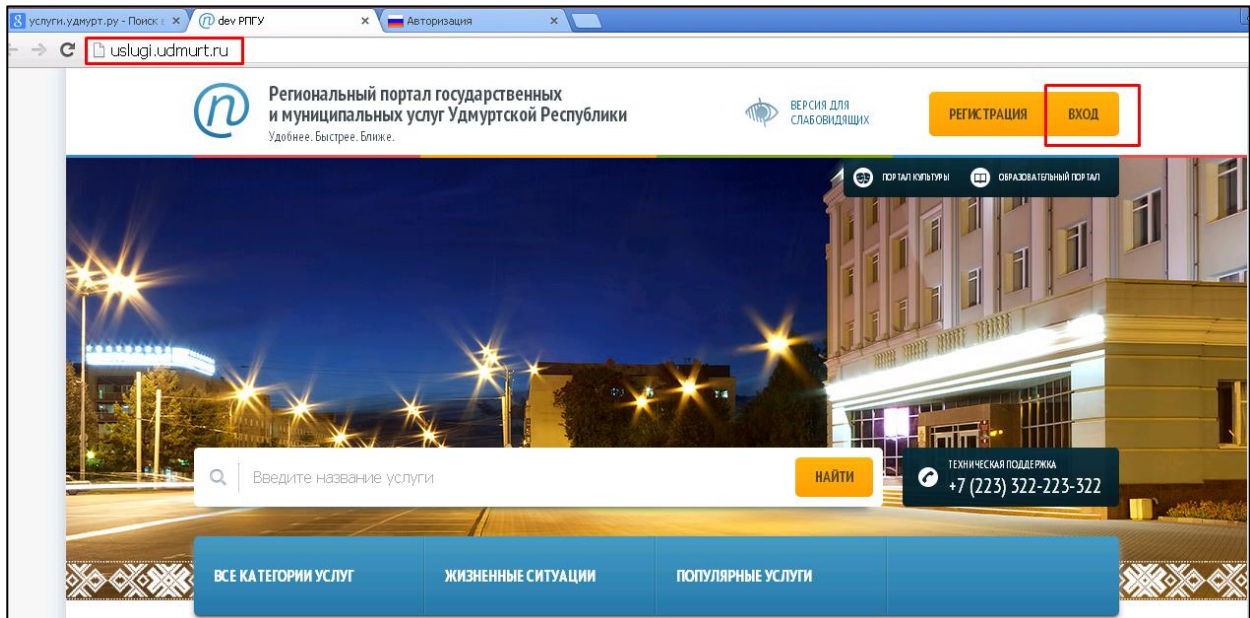 услуги.удмурт.ру - Поиск в
dev РПГУ
Авторизация
uslugi.udmurt.ru
Региональный портал государственных
и муниципальных услуг Удмуртской Республики
Удобнее. Быстрее. Ближе.
ВЕРСИЯ ДЛЯ
СЛАБОВИДЯЩИХ
РЕГИСТРАЦИЯ
ВХОД
ПОРТАЛ КУЛЬТУРЫ
ОБРАЗОВАТЕЛЬНЫЙ ПОРТАЛ
Введите название услуги
НАЙТИ
ТЕХНИЧЕСКАЯ ПОДДЕРЖКА
+7 (223) 322-223-322
ВСЕ КАТЕГОРИИ УСЛУГ
ЖИЗНЕННЫЕ СИТУАЦИИ
ПОПУЛЯРНЫЕ УСЛУГИ